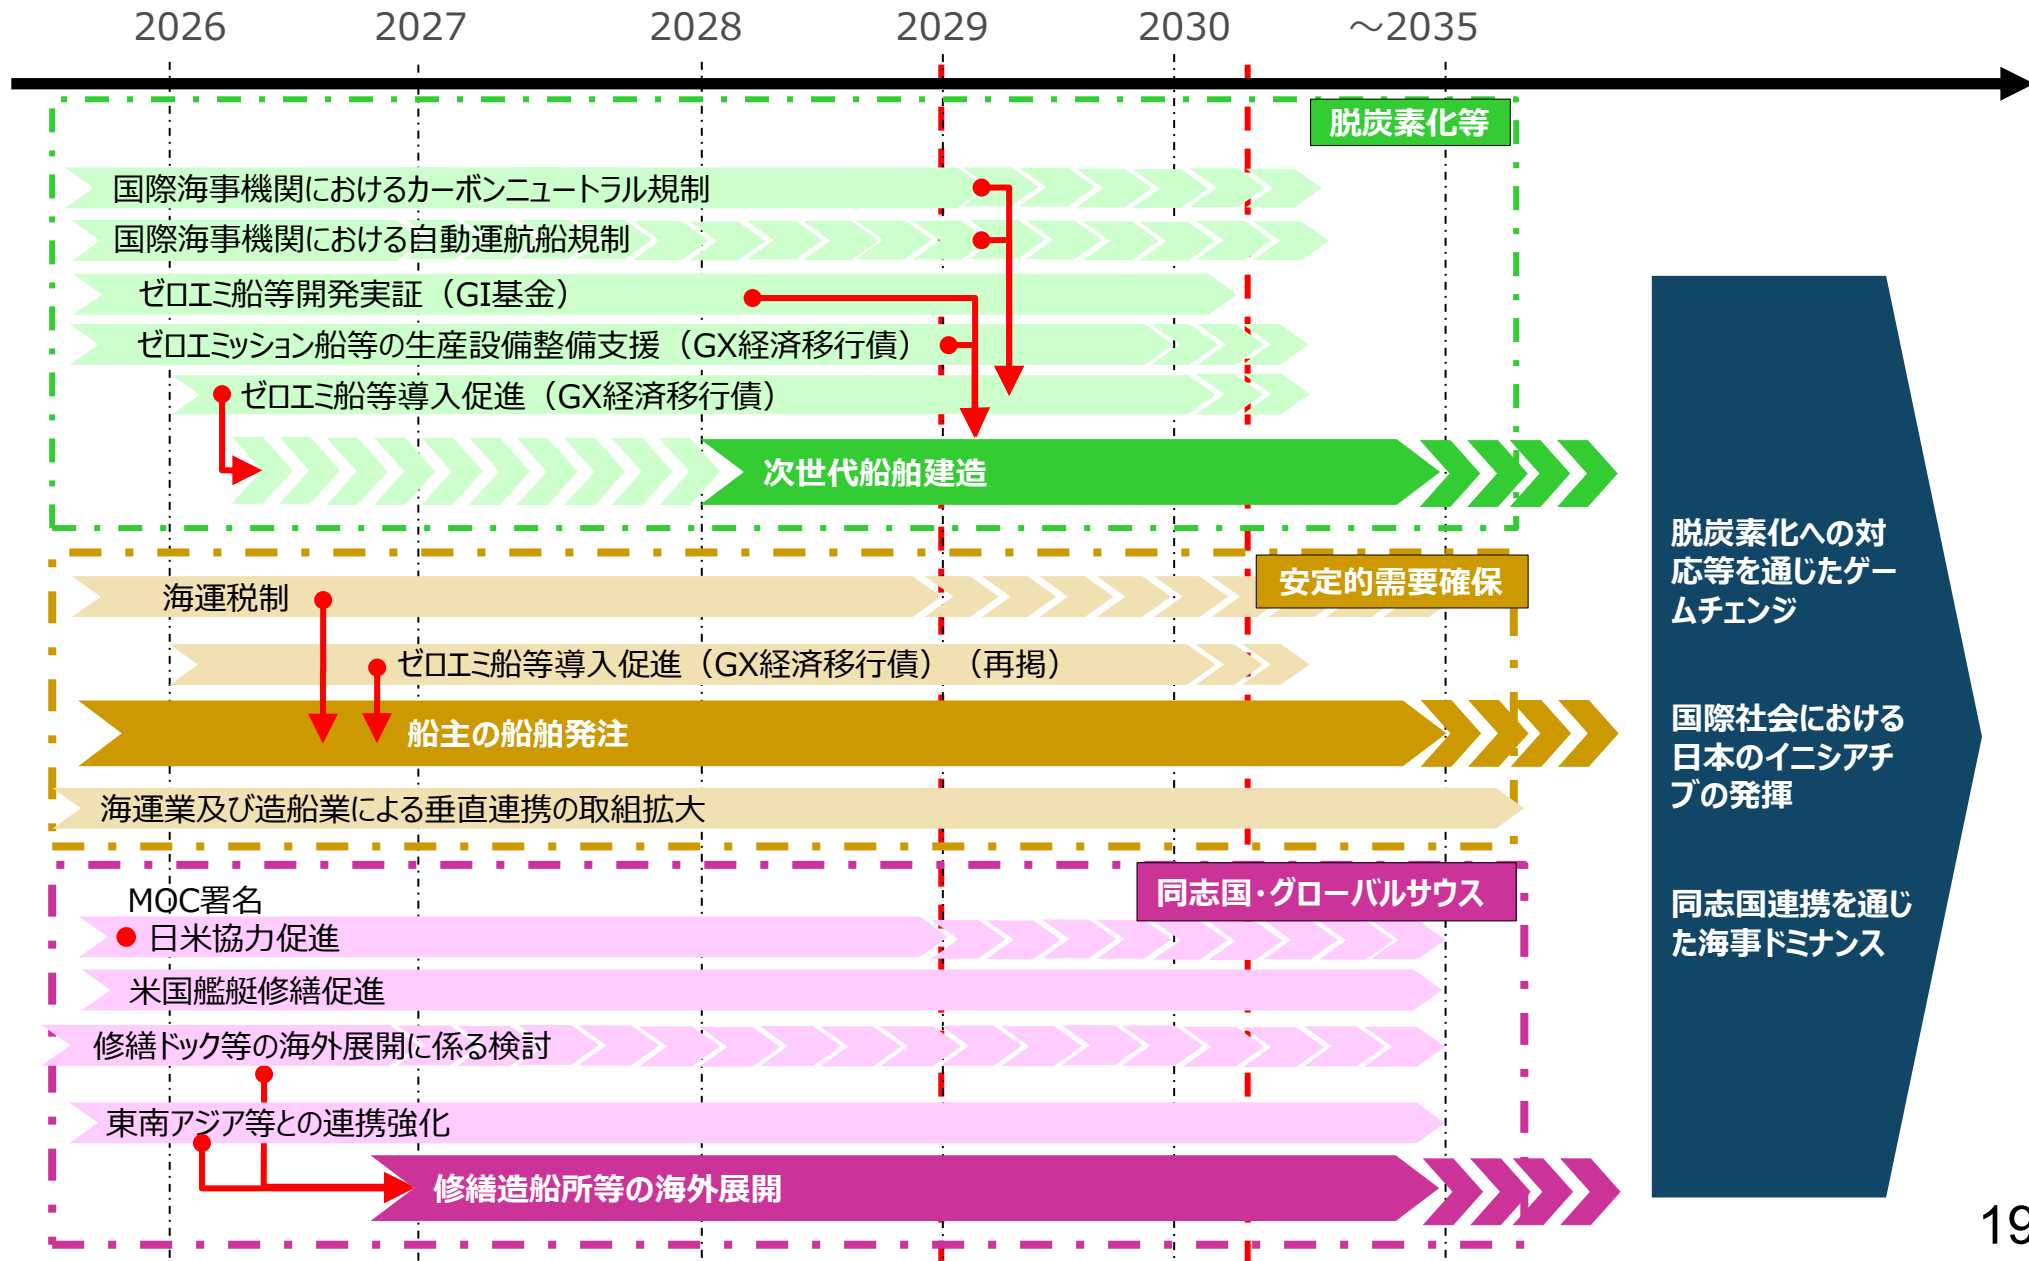 2026
2027
2028
2029
2030
～2035
脱炭素化等
国際海事機関におけるカーボンニュートラル規制
国際海事機関における自動運航船規制
ゼロエミ船等開発実証（GI基金）
ゼロエミッション船等の生産設備整備支援（GX経済移行債）
ゼロエミ船等導入促進（GX経済移行債）
次世代船舶建造
安定的需要確保
海運税制
ゼロエミ船等導入促進（GX経済移行債）（再掲）
船主の船舶発注
海運業及び造船業による垂直連携の取組拡大
同志国・グローバルサウス
MOC署名
日米協力促進
米国艦艇修繕促進
修繕ドック等の海外展開に係る検討
東南アジア等との連携強化
修繕造船所等の海外展開
脱炭素化への対
応等を通じたゲー
ムチェンジ
国際社会における
日本のイニシアチ
ブの発揮
同志国連携を通じ
た海事ドミナンス
19